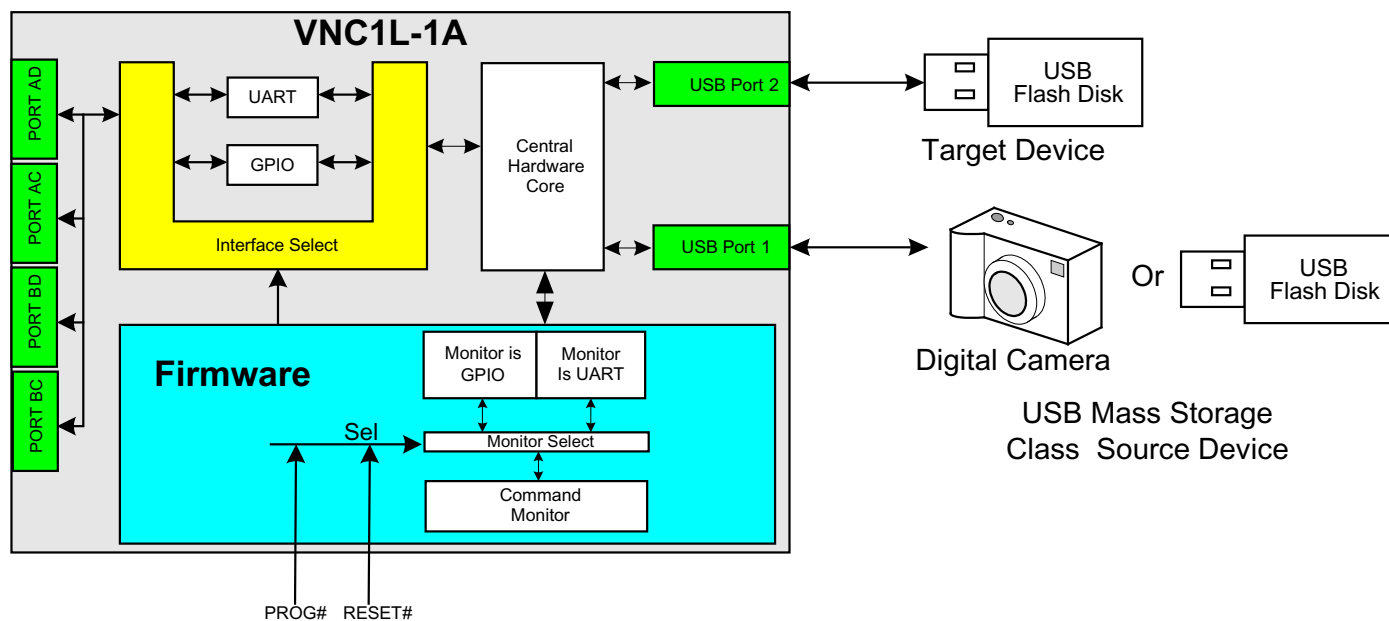 VNC1L-1A
PORT AD
PORT AC
PORT BD
PORT BC
UART
GPIO
Interface Select
Central
Hardware
Core
USB Port 2
USB Port 1
USB
Flash Disk
Target Device
Digital Camera
Or
USB
Flash Disk
USB Mass Storage
Class Source Device
Firmware
Monitor is
GPIO
Monitor
Is UART
Sel
Monitor Select
Command
Monitor
PROG#
RESET#